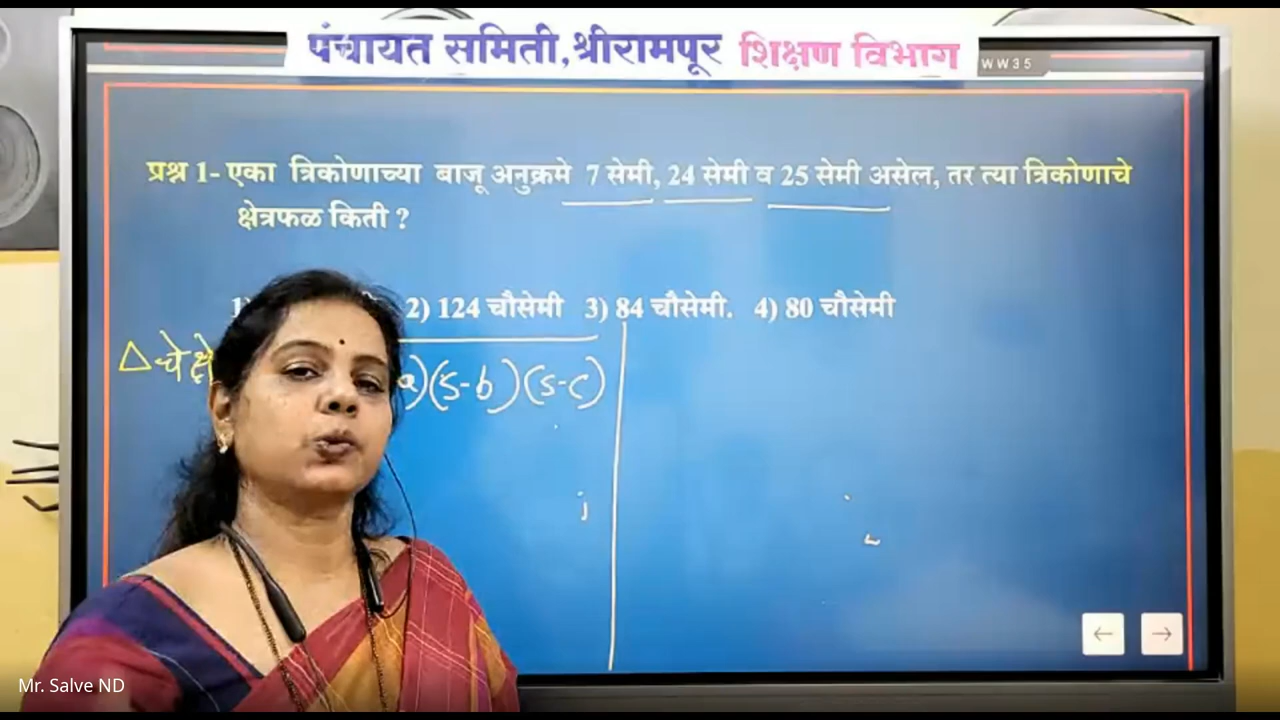 पंचायत समिती,श्रीरामपूर शिक्षण विभाग
WW35
प्रश्न 1- एका त्रिकोणाच्या बाजू अनुक्रमे 7 सेमी, 24 सेमी व 25 सेमी असेल, तर त्या त्रिकोणाचे
क्षेत्रफळ किती ?
2) 124 चौसेमी 3) 84 चौसेमी. 4) 80 चौसेमी
△चे क्षे a)(s-b)(s-c)
Mr. Salve ND